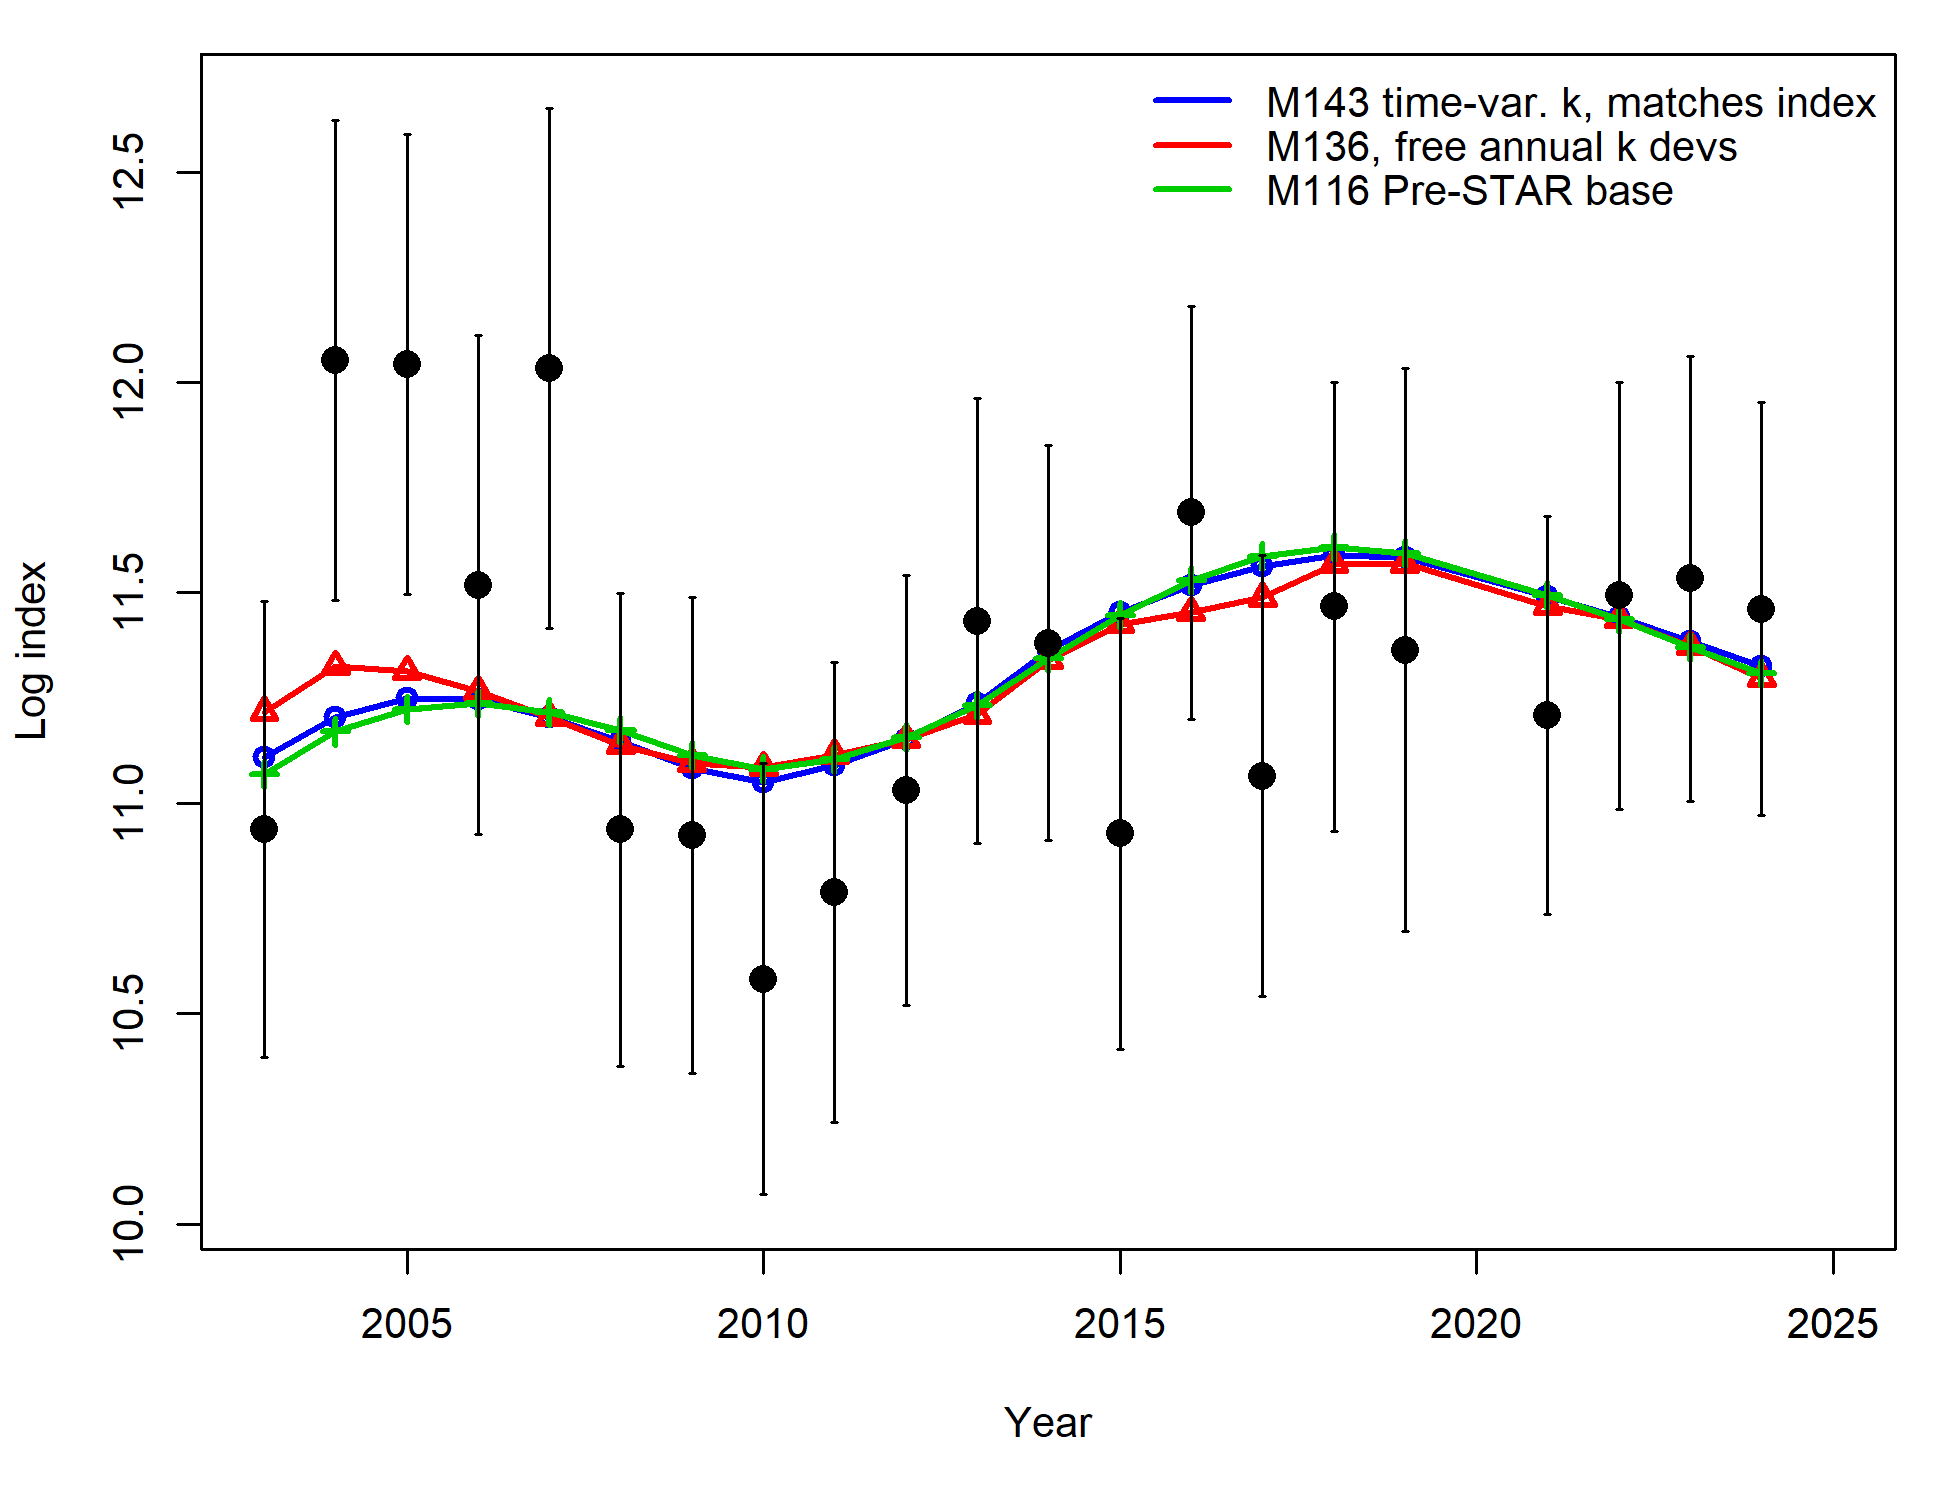 M143 time-var. k, matches index
M136, free annual k devs
M116 Pre-STAR base
Log index
12.5
12.0
11.5
11.0
10.5
10.0
2005 2010 2015 2020 2025
Year